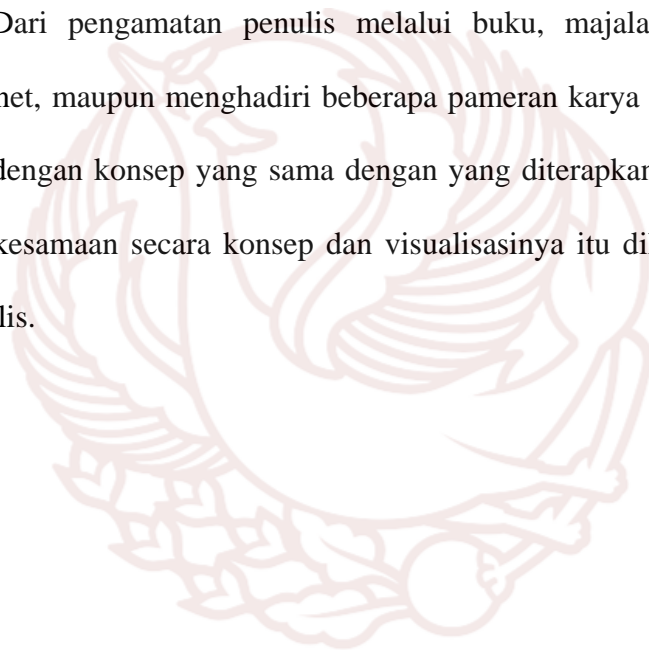 Dari pengamatan penulis melalui buku, majala
net, maupun menghadiri beberapa pameran karya
dengan konsep yang sama dengan yang diterapkan
kesamaan secara konsep dan visualisasinya itu di
lis.